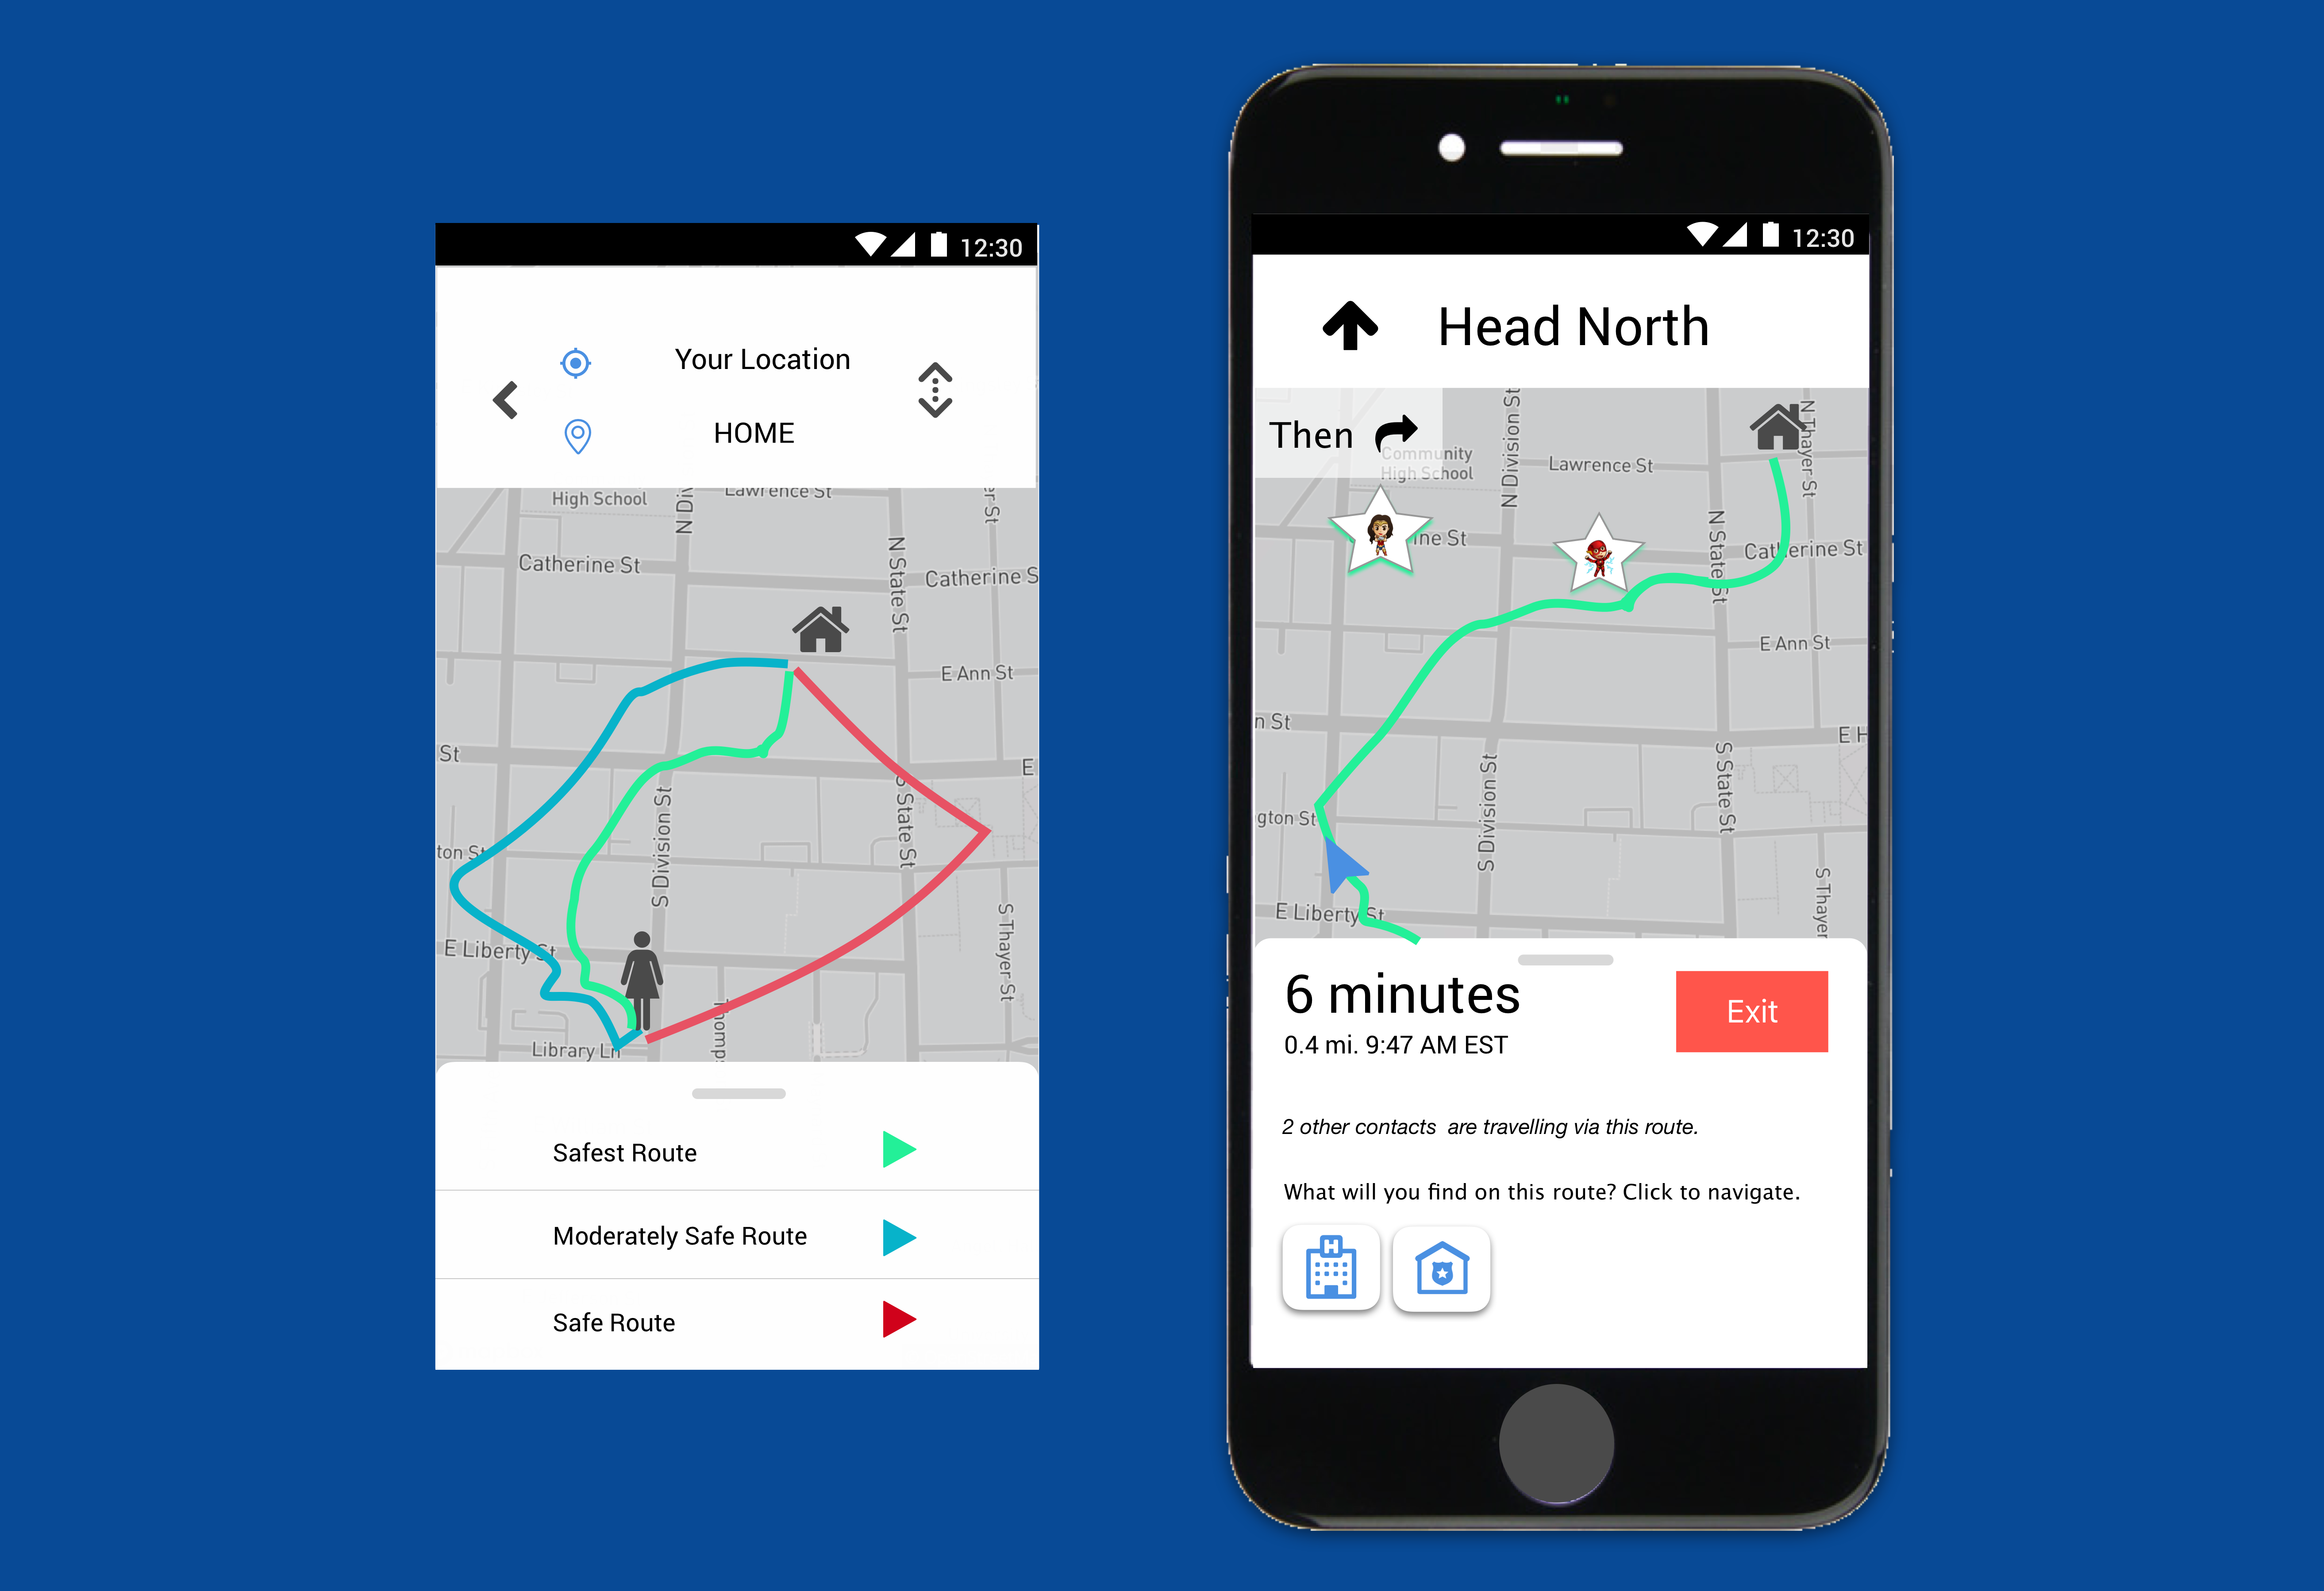 12:30
Your Location
HOME
High School
N Div
Lawrence St
er St
Catherine St
N State St
Catherine S
E Ann St
St
E
S Division St
S State St
ton St
E Liberty St
S Thayer St
Thomps
Library Ln
Safest Route
Moderately Safe Route
Safe Route
12:30
Head North
Then
Community
High School
N Division St
Lawrence St
N Thayer St
ine St
N State St
Catherine St
E Ann St
n St
E H
S Division St
S State St
gton St
E Liberty St
S Thayer
6 minutes
Exit
0.4 mi. 9:47 AM EST
2 other contacts are travelling via this route.
What will you find on this route? Click to navigate.
H